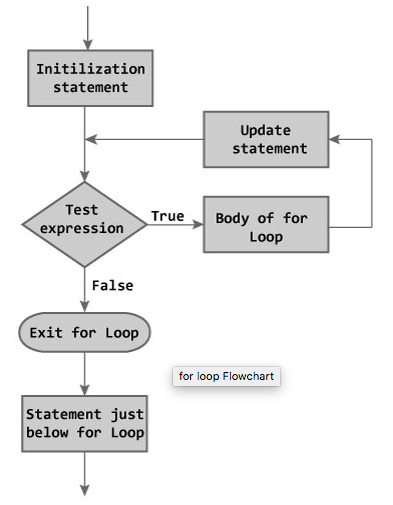 Initilization
statement
Update
statement
Test
expression
True
Body of for
Loop
False
Exit for Loop
for loop Flowchart
Statement just
below for Loop